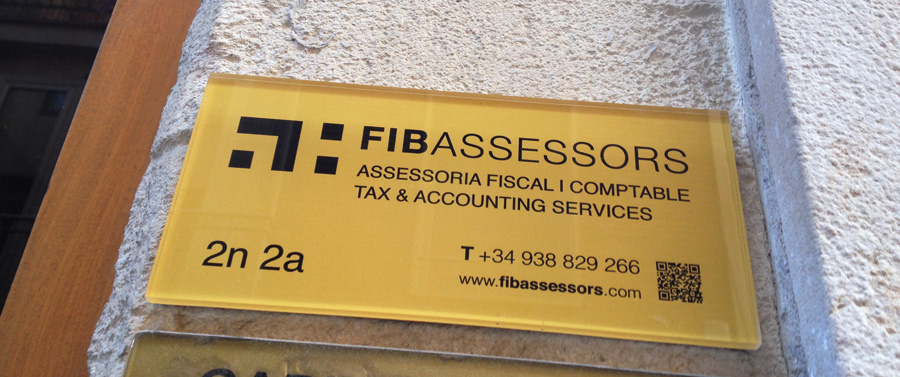 FIBASSESSORS
ASSESSORIA FISCAL I COMPTABLE
TAX & ACCOUNTING SERVICES
2n 2a
T +34 938 829 266
www.fibassessors.com